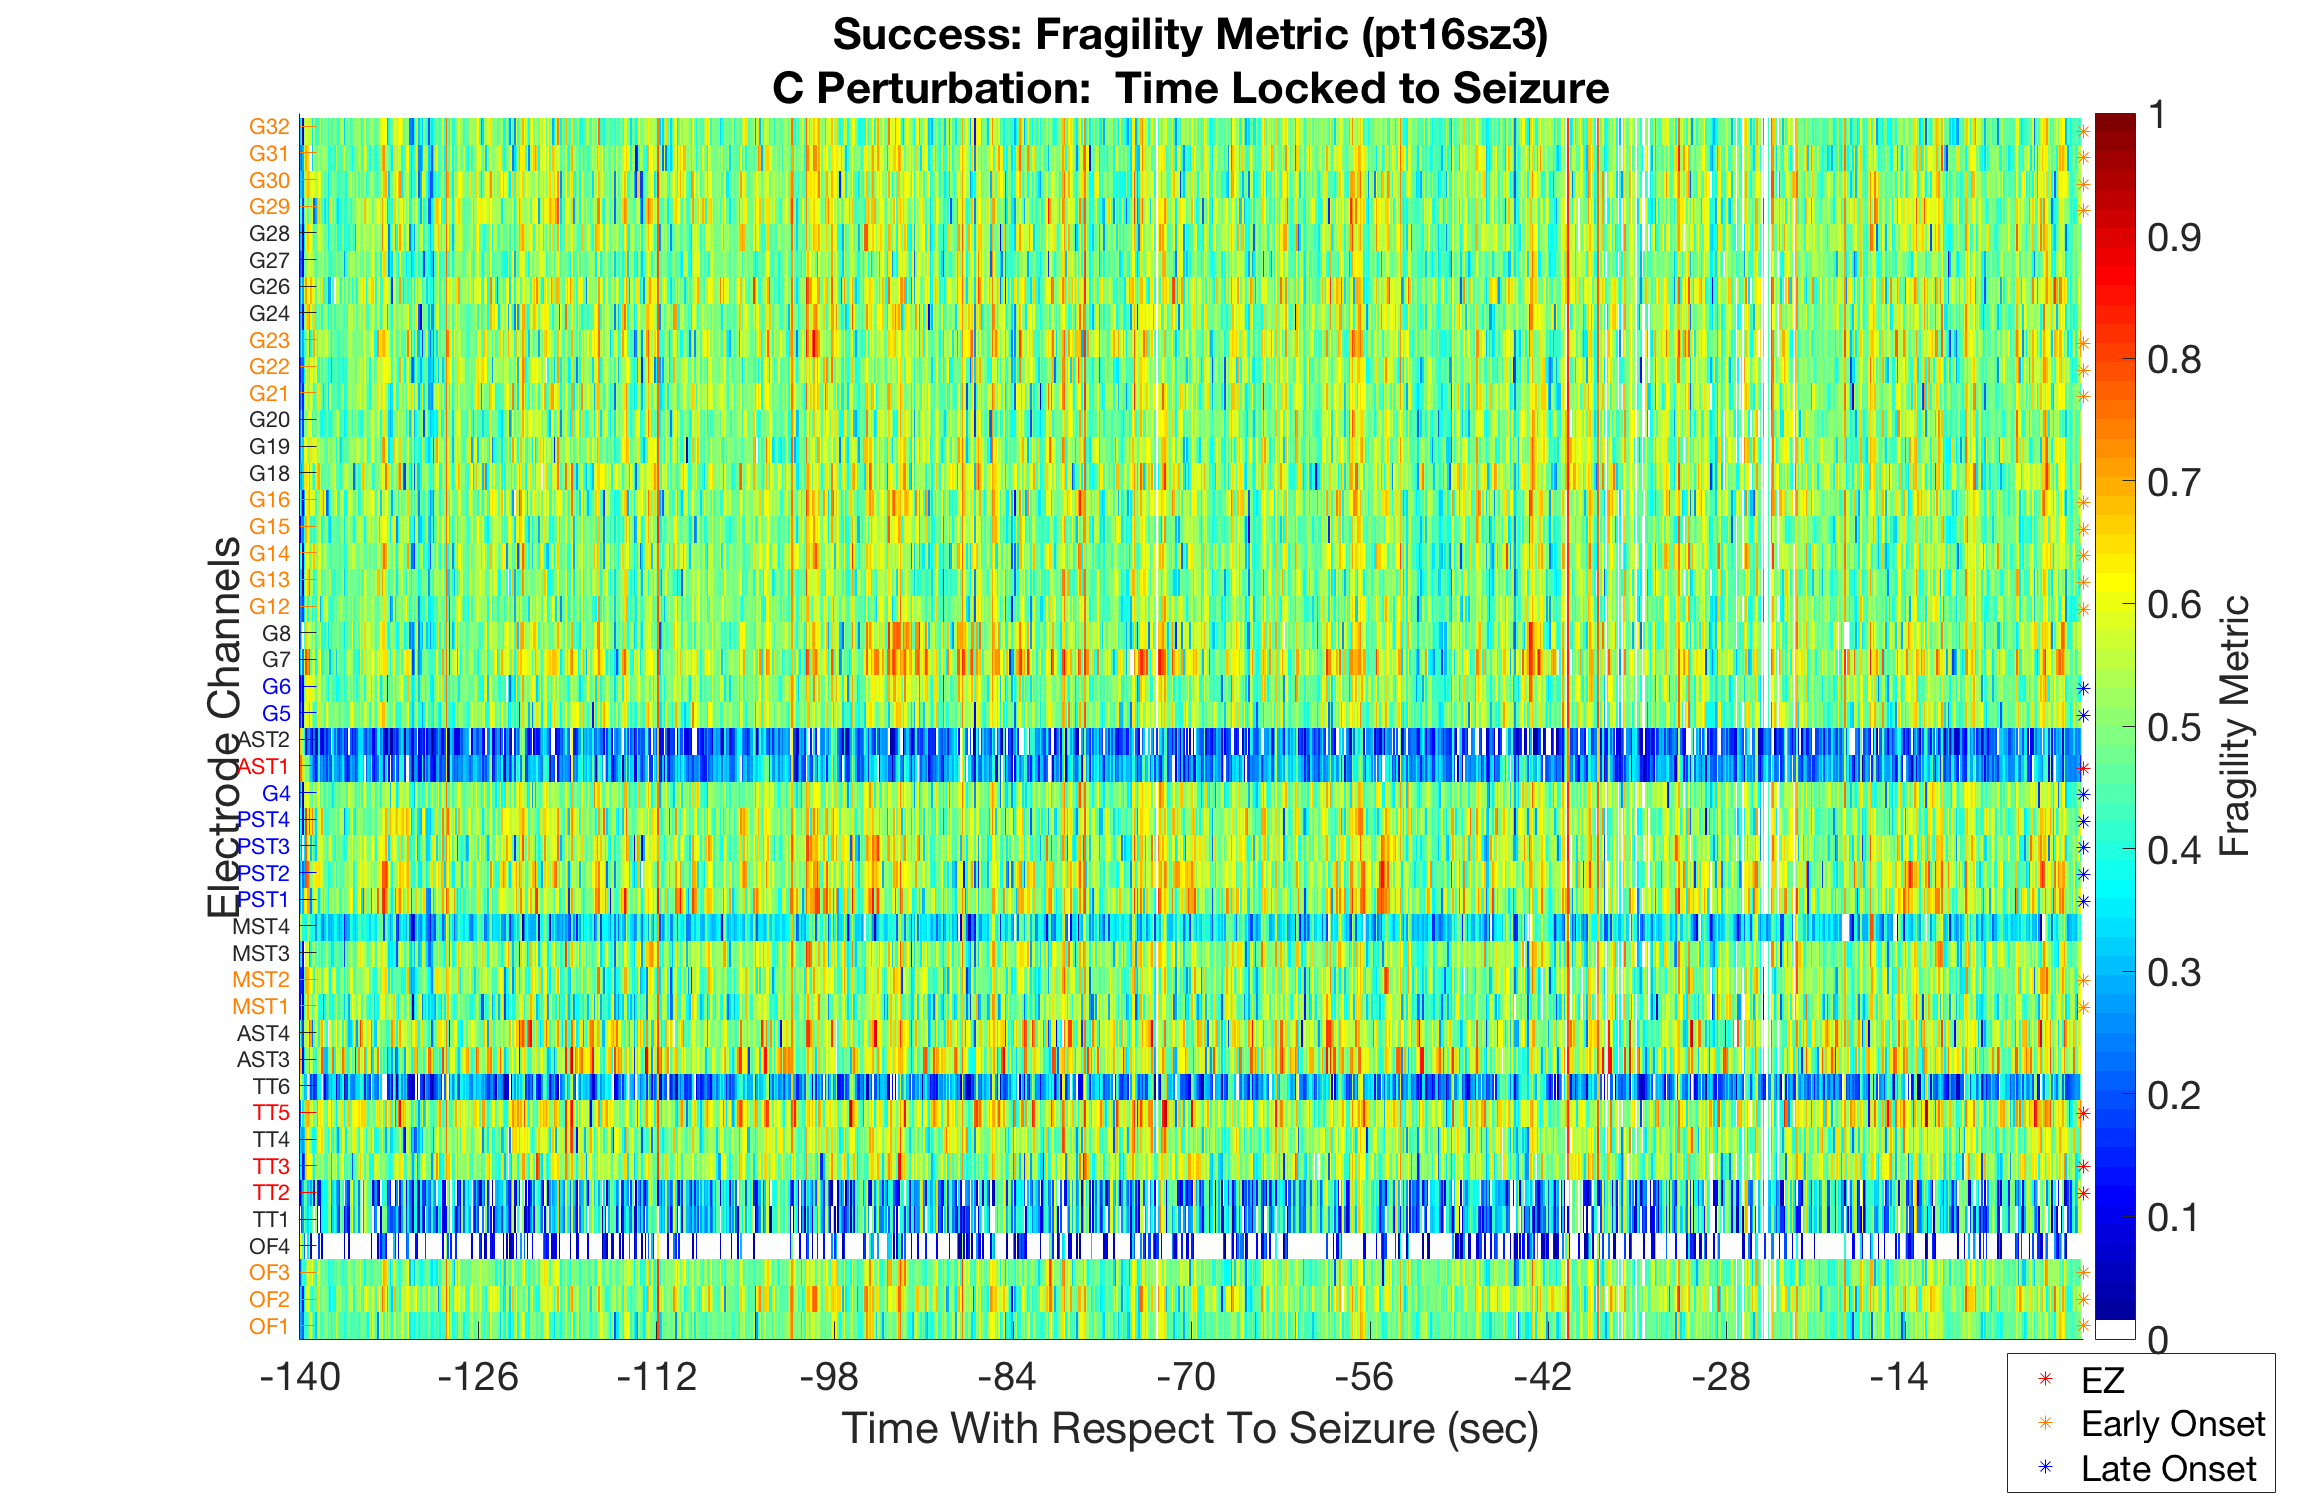 Success: Fragility Metric (pt16sz3)
C Perturbation:  Time Locked to Seizure
Electrode Channels
G32
G31
G30
G29
G28
G27
G26
G24
G23
G22
G21
G20
G19
G18
G16
G15
G14
G13
G12
G8
G7
G6
G5
AST2
AST1
G4
PST4
PST3
PST2
PST1
MST4
MST3
MST2
MST1
AST4
AST3
TT6
TT5
TT4
TT3
TT2
TT1
OF4
OF3
OF2
OF1
-140 -126 -112 -98 -84 -70 -56 -42 -28 -14
Time With Respect To Seizure (sec)
1
0.9
0.8
0.7
0.6
0.5
0.4
0.3
0.2
0.1
0
Fragility Metric
EZ
Early Onset
Late Onset